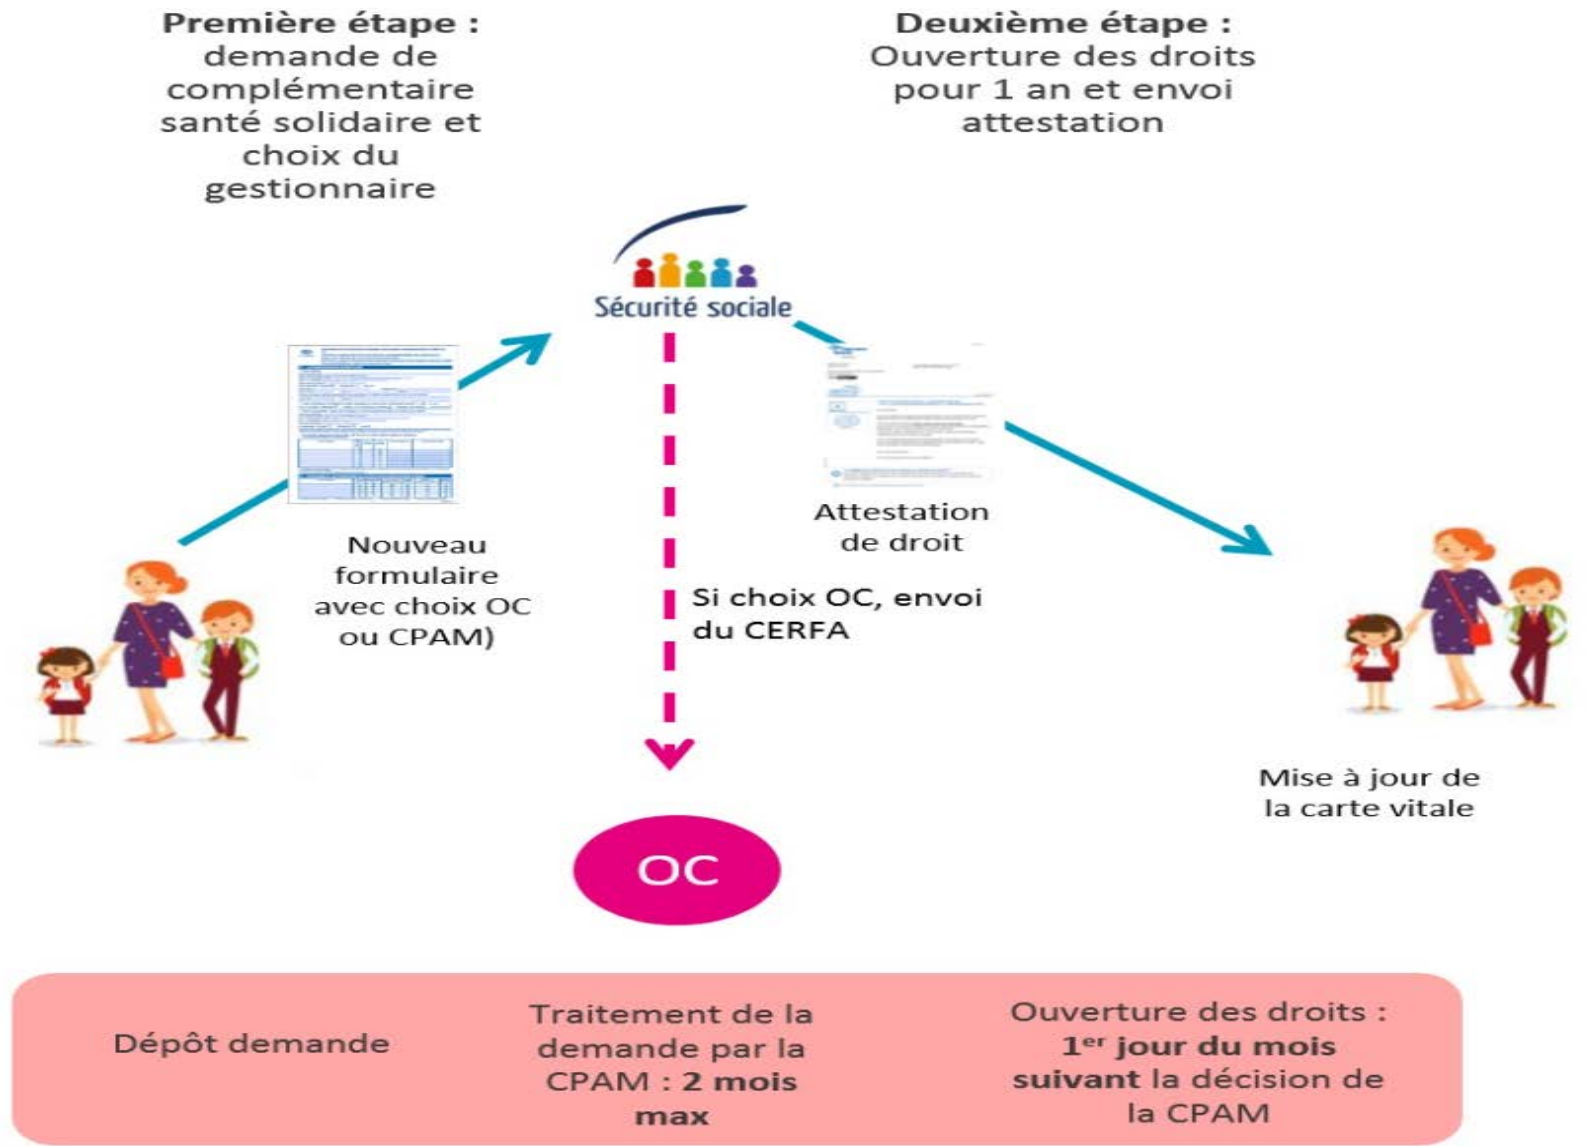 Première étape :
demande de
complémentaire
santé solidaire et
choix du
gestionnaire
Deuxième étape :
Ouverture des droits
pour 1 an et envoi
attestation
Sécurité sociale
Nouveau
formulaire
avec choix OC
ou CPAM)
Attestation
de droit
Si choix OC, envoi
du CERFA
Mise à jour de
la carte vitale
OC
Dépôt demande
Traitement de la
demande par la
CPAM : 2 mois
max
Ouverture des droits :
1er jour du mois
suivant la décision de
la CPAM